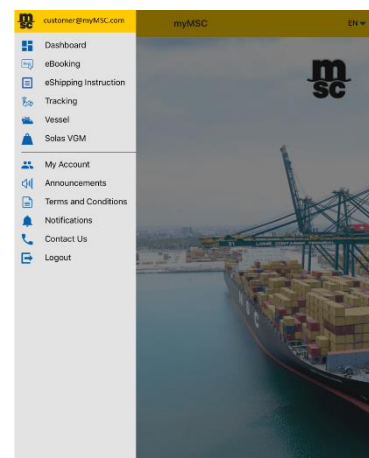 msc
customer@myMSC.com
myMSC
EN
Dashboard
eBooking
eShipping Instruction
Tracking
Vessel
Solas VGM
My Account
Announcements
Terms and Conditions
Notifications
Contact Us
Logout
msc